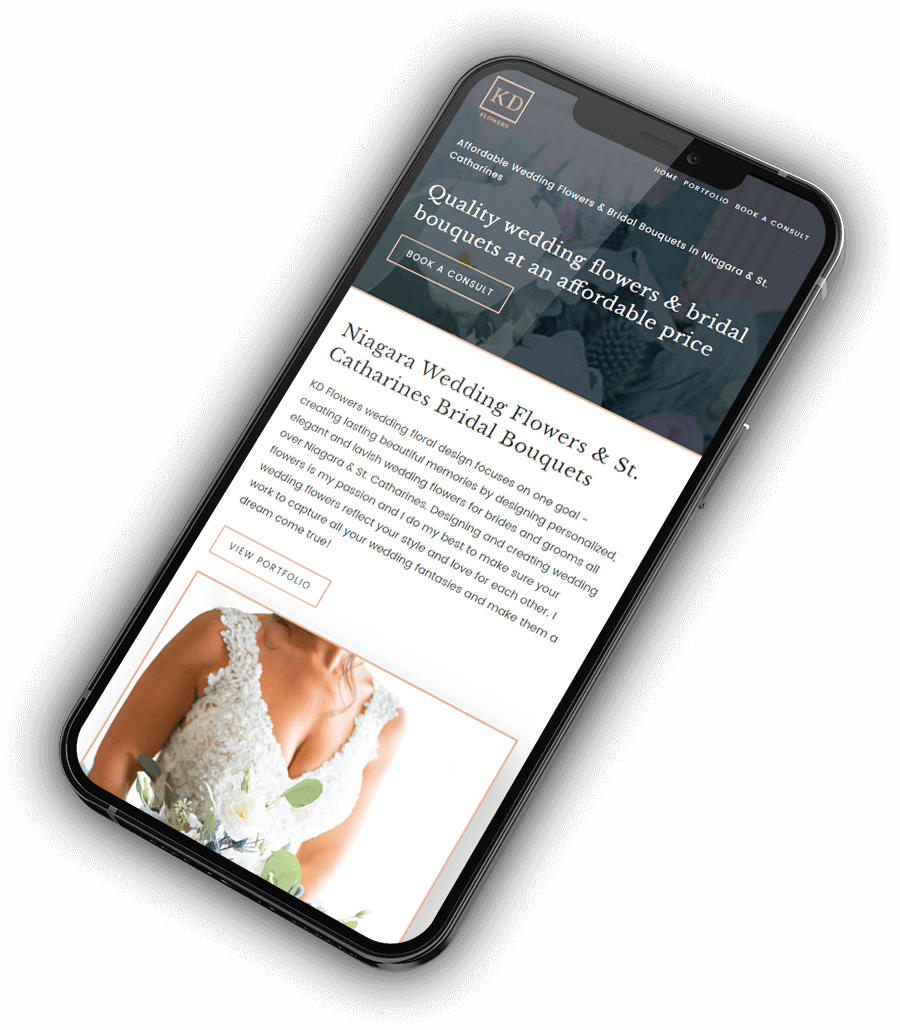 KD
FLOWERS
HOME PORTFOLIO BOOK A CONSULT
Affordable Wedding Flowers & Bridal Bouquets in Niagara & St.
Catharines
Quality wedding flowers & bridal
bouquets at an affordable price
BOOK A CONSULT
Niagara Wedding Flowers & St.
Catharines Bridal Bouquets
KD Flowers wedding floral design focuses on one goal -
creating lasting beautiful memories by designing personalized,
elegant and lavish wedding flowers for brides and grooms all
over Niagara & St. Catharines. Designing and creating wedding
flowers is my passion and I do my best to make sure your
wedding flowers reflect your style and love for each other. I
work to capture all your wedding fantasies and make them a
dream come true!
VIEW PORTFOLIO